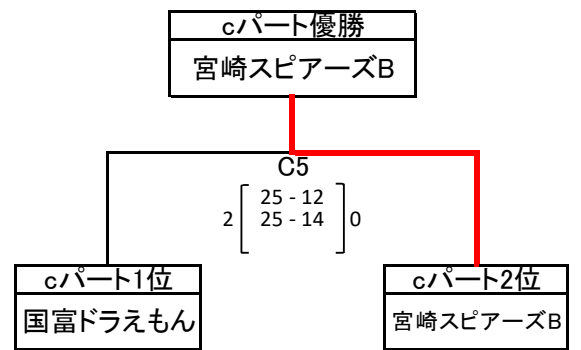 cパート優勝
宮崎スピアーズB
C5
25 - 12
2 25 - 14 0
cパート1位 cパート2位
国富ドラえもん 宮崎スピアーズB